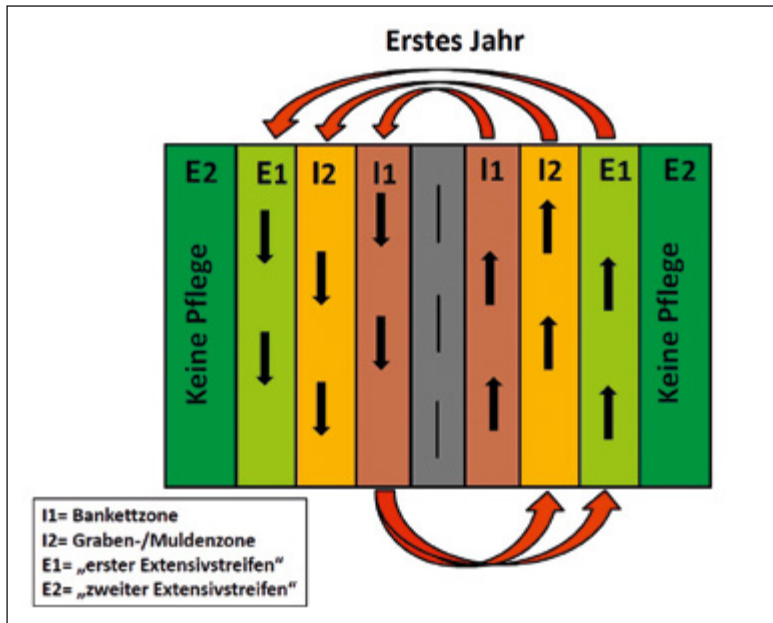 Erstes Jahr
E2 E1 I2 I1 I1 I2 E1 E2
Keine Pflege
Keine Pflege
I1= Bankettzone
I2= Graben-/Muldenzone
E1= „erster Extensivstreifen“
E2= „zweiter Extensivstreifen“